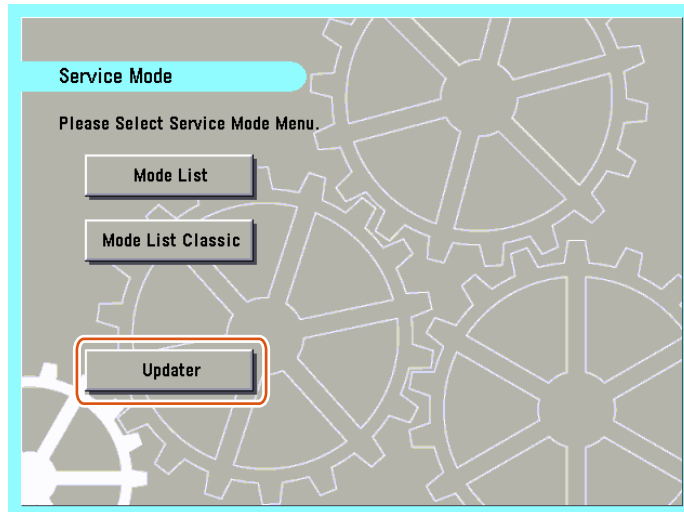 Service Mode
Please Select Service Mode Menu.
Mode List
Mode List Classic
Updater